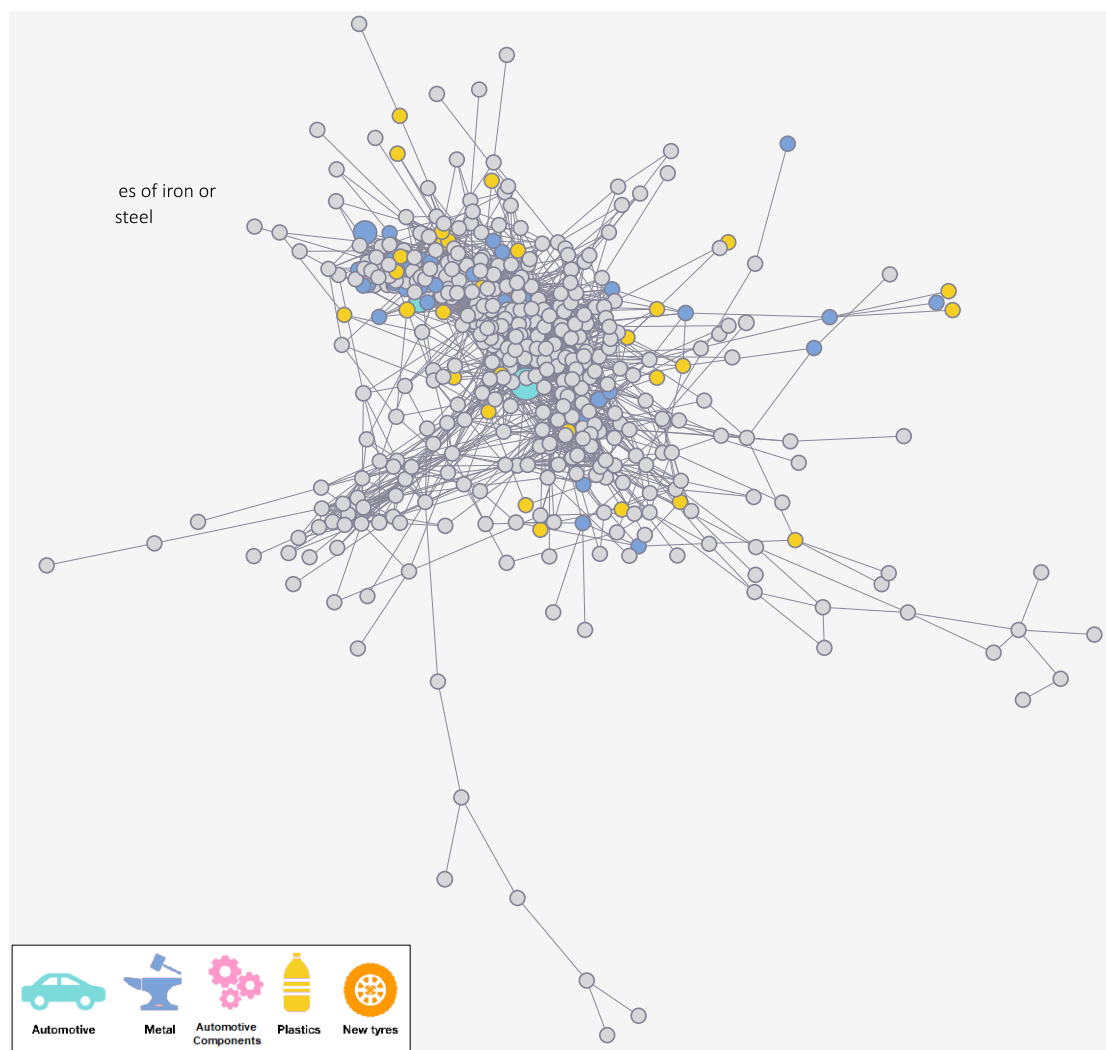 es of iron or
steel
Automotive
Metal
Automotive
Components
Plastics
New tyres